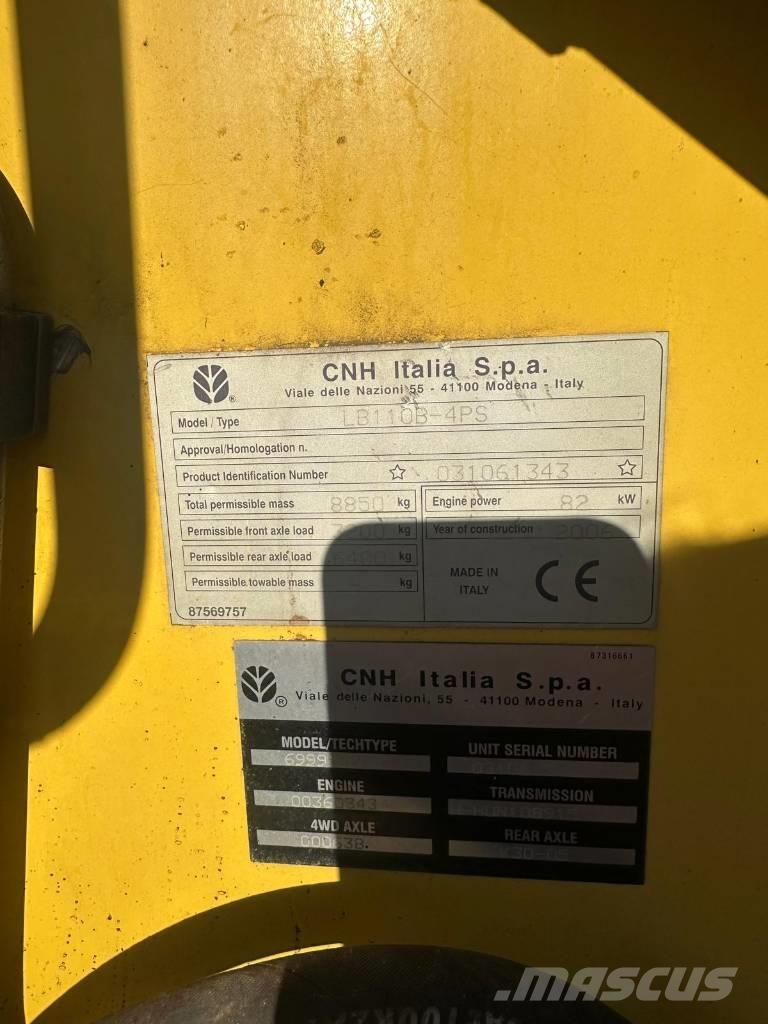 CNH Italia S.p.a.
Viale delle Nazioni 55 - 41100 Modena - Italy
Model / Type LB110B-4PS
Approval/Homologation n.
Product Identification Number ☆ 031061343 ☆
Total permissible mass 8850 kg
Permissible front axle load kg
Permissible rear axle load kg
Permissible towable mass kg
87569757
Engine power 82 kW
Year of construction 2006
MADE IN
ITALY
CE
87316661
CNH Italia S.p.a.
Viale delle Nazioni, 55 - 41100 Modena - Italy
MODEL/TECHTYPE
6999
ENGINE
00360343
4WD AXLE
UNIT SERIAL NUMBER
TRANSMISSION
REAR AXLE
MASCUS